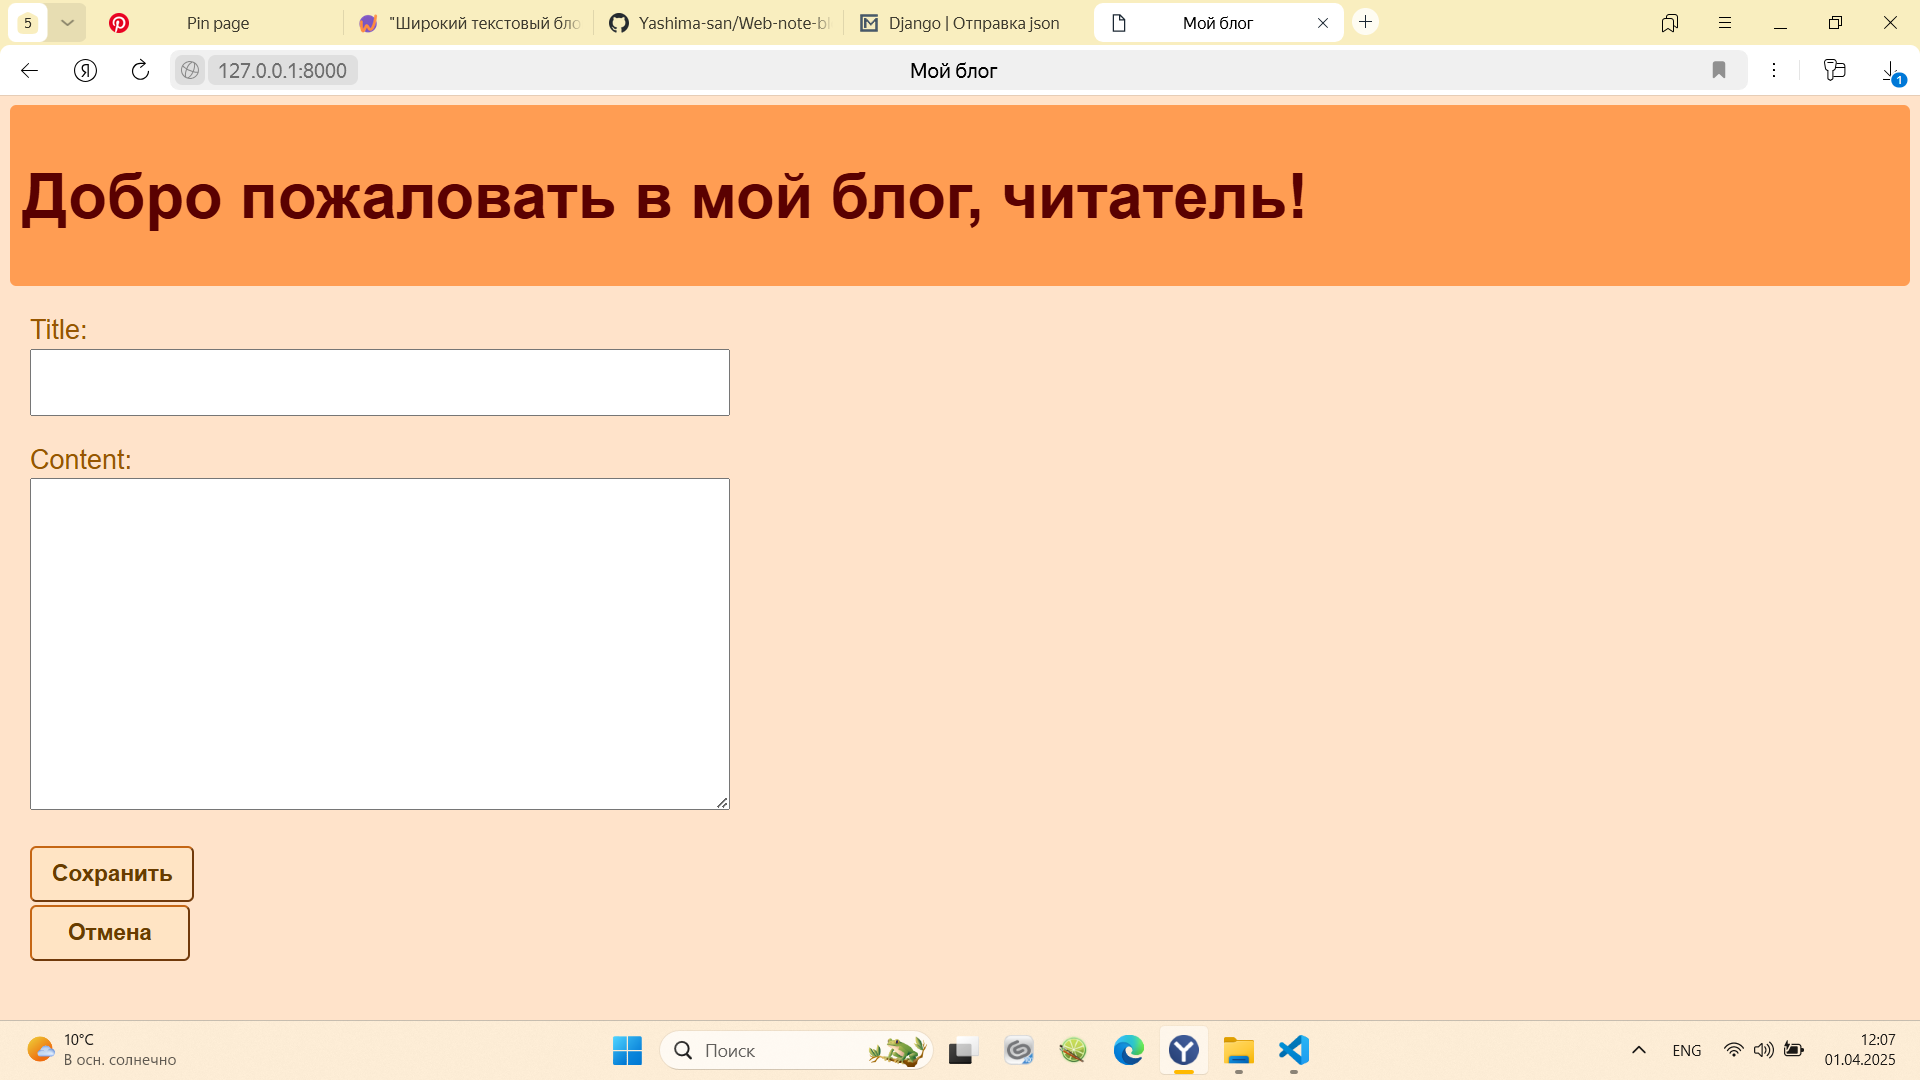 5
Pin page
"Широкий текстовый бло
Yashima-san/Web-note-bl
Django | Отправка json
Мой блог
Я
127.0.0.1:8000
Мой блог
1
Добро пожаловать в мой блог, читатель!
Title:
Content:
Сохранить
Отмена
10°C
В осн. солнечно
Поиск
ENG
12:07
01.04.2025